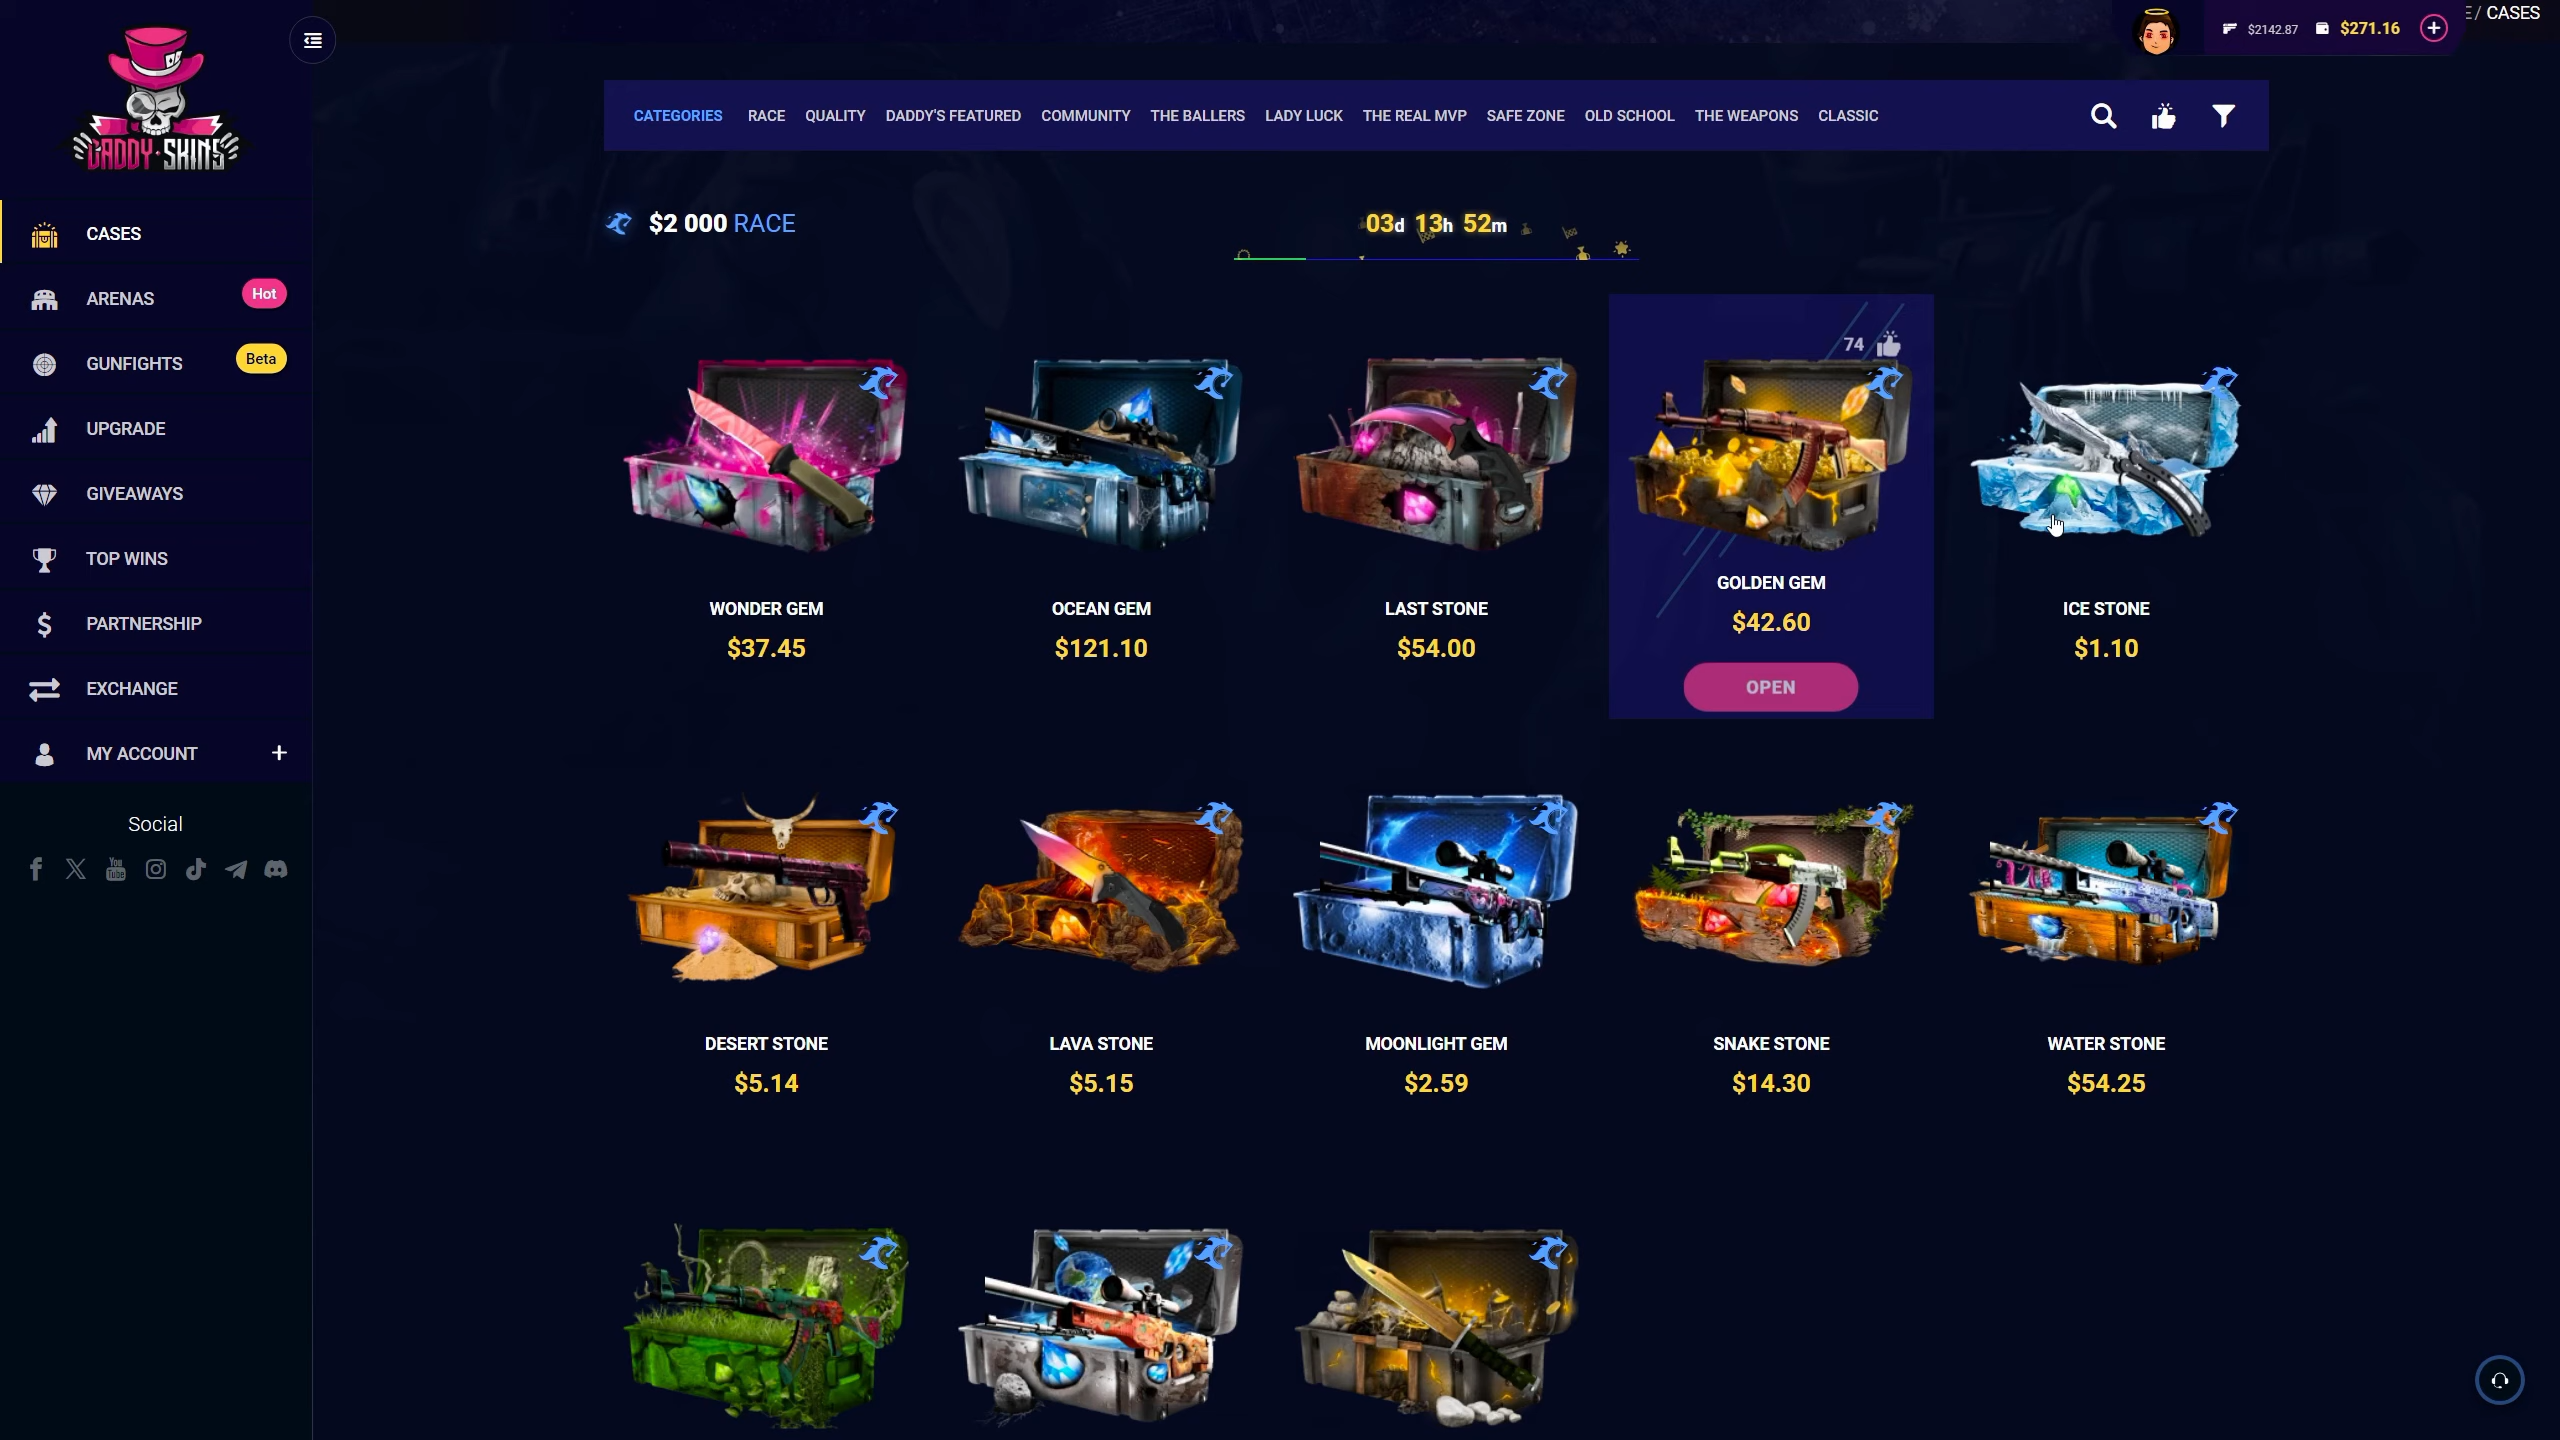 DADDY SKINS
CASES
ARENAS
Hot
GUNFIGHTS
Beta
UPGRADE
GIVEAWAYS
TOP WINS
PARTNERSHIP
EXCHANGE
MY ACCOUNT
Social
You
Tube
$2142.87
$271.16
/ CASES
CATEGORIES RACE QUALITY DADDY'S FEATURED COMMUNITY THE BALLERS LADY LUCK THE REAL MVP SAFE ZONE OLD SCHOOL THE WEAPONS CLASSIC
$2 000 RACE
03d 13h 52m
74
WONDER GEM
$37.45
OCEAN GEM
$121.10
LAST STONE
$54.00
GOLDEN GEM
$42.60
OPEN
ICE STONE
$1.10
DESERT STONE
$5.14
LAVA STONE
$5.15
MOONLIGHT GEM
$2.59
SNAKE STONE
$14.30
WATER STONE
$54.25